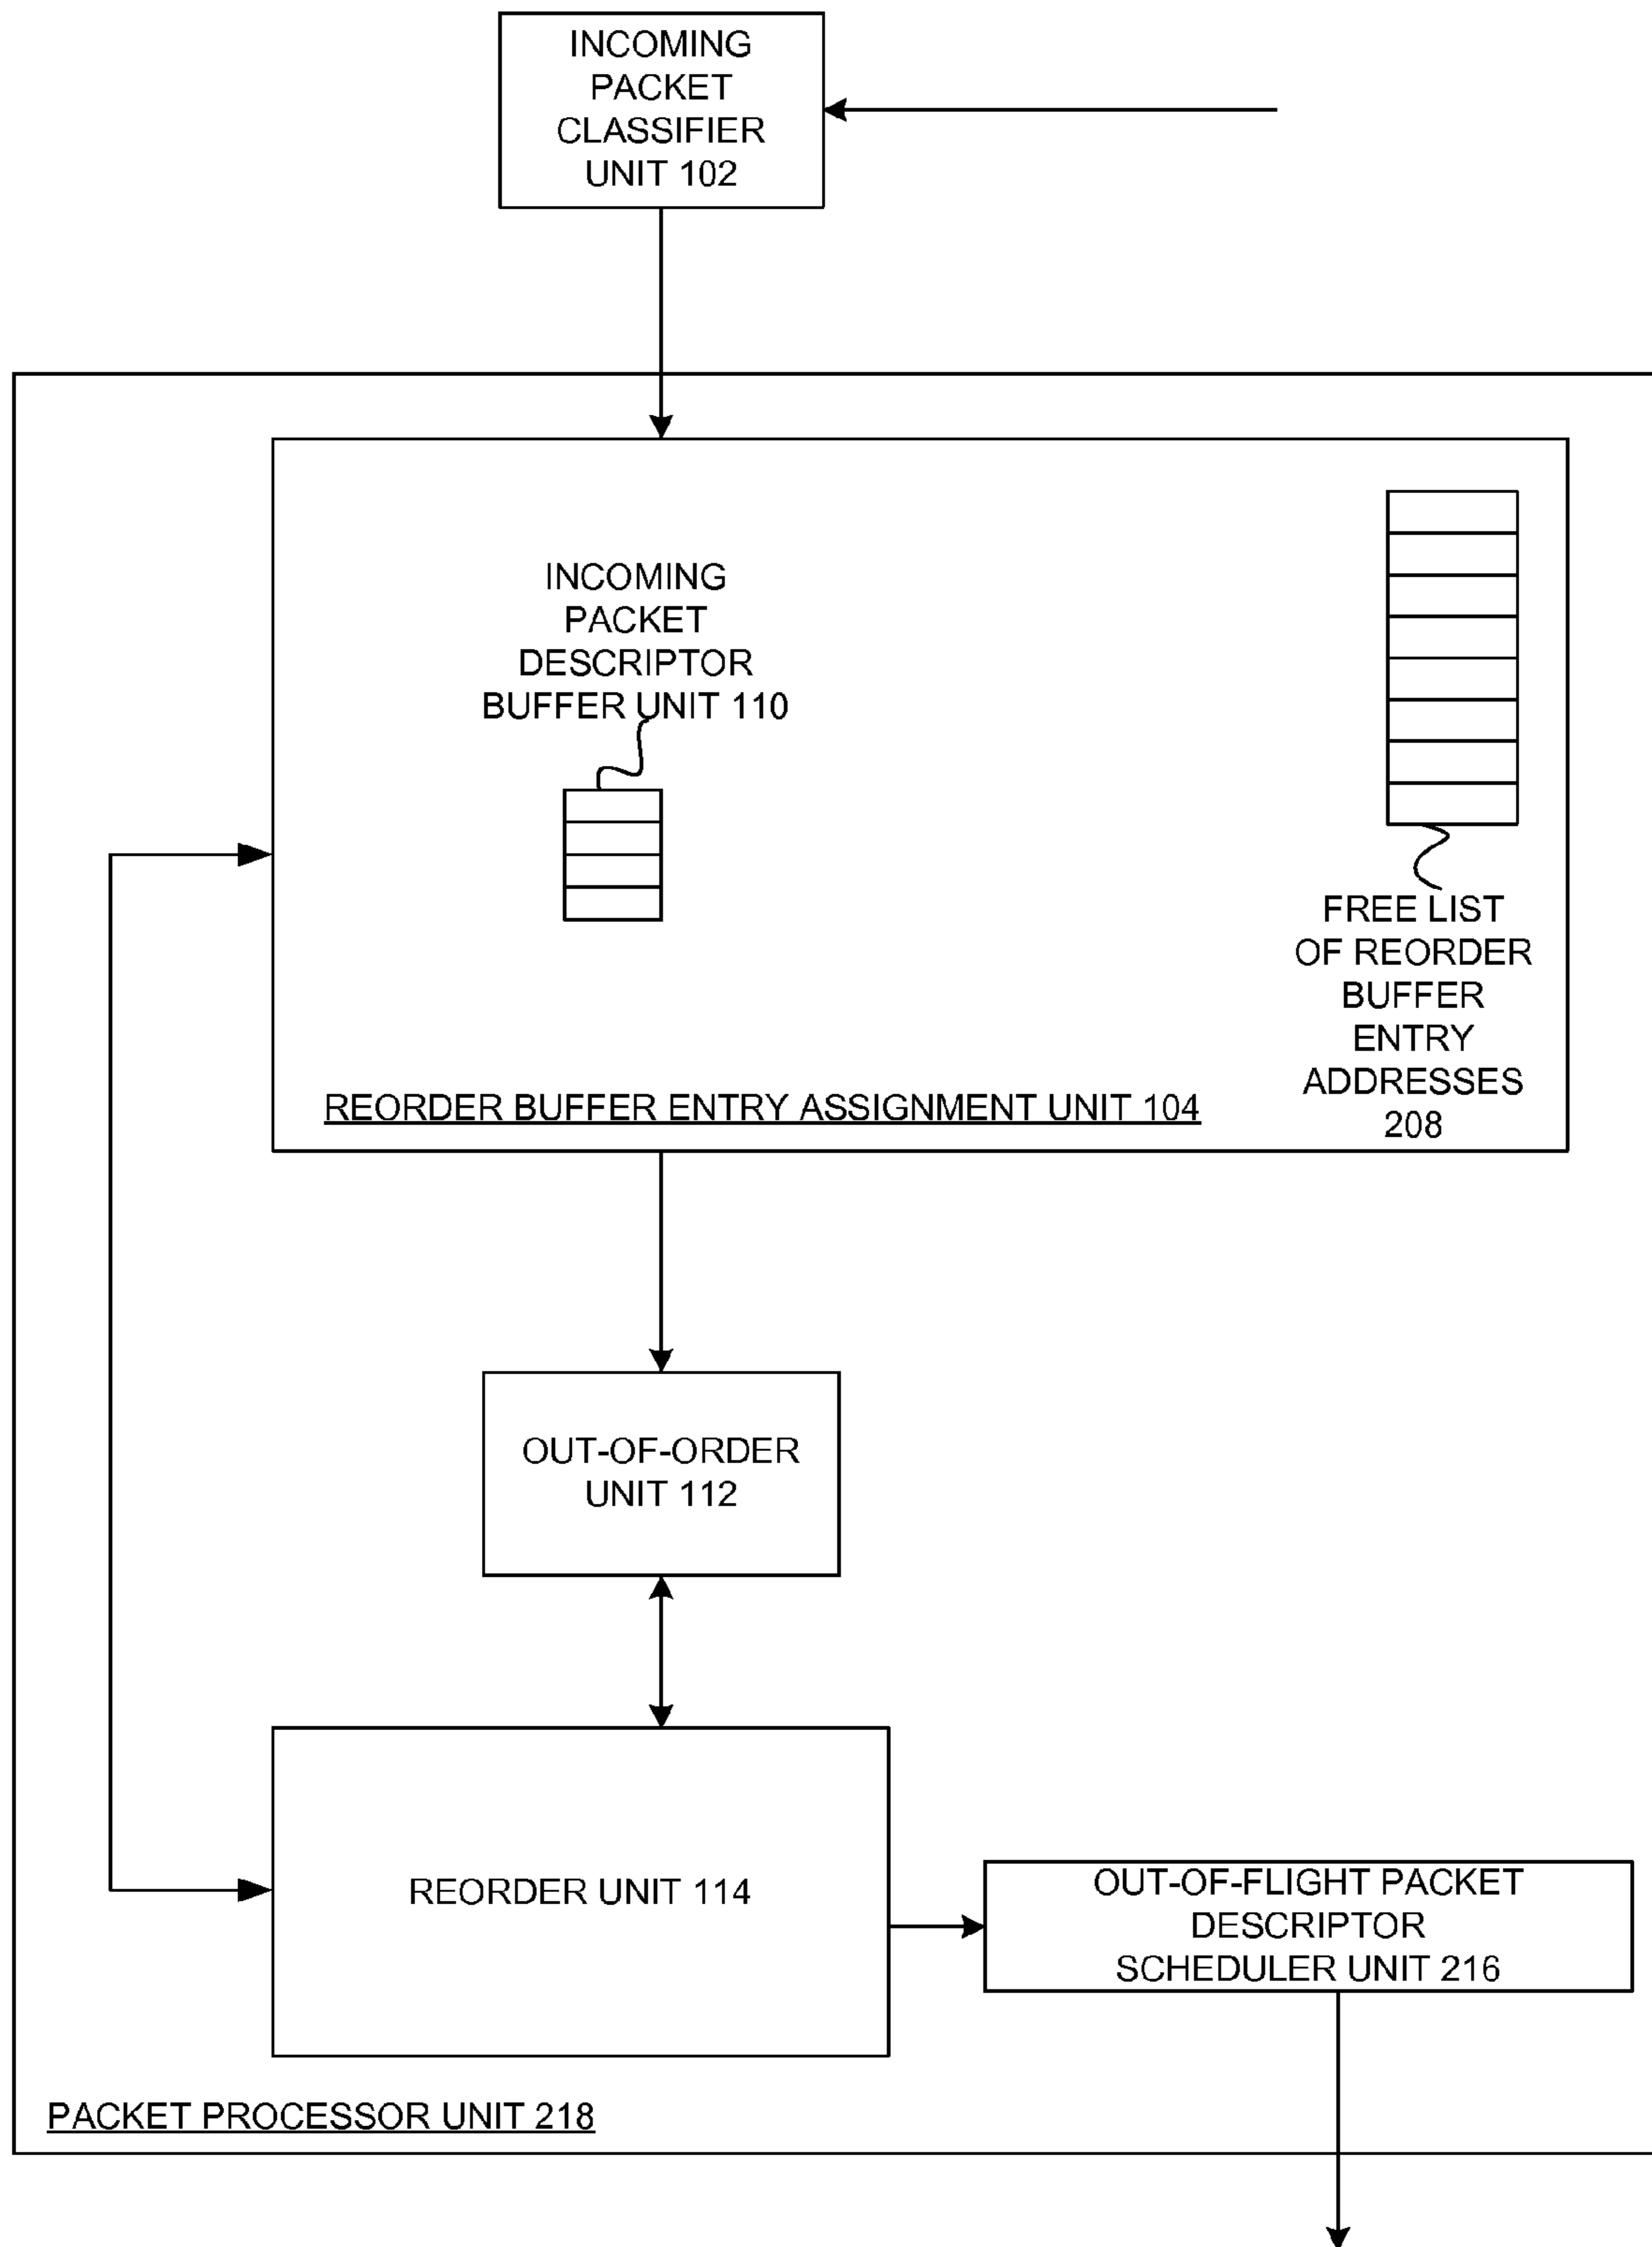 INCOMING
PACKET
CLASSIFIER
UNIT 102
INCOMING
PACKET
DESCRIPTOR
BUFFER UNIT 110
FREE LIST
OF REORDER
BUFFER
ENTRY
ADDRESSES
208
REORDER BUFFER ENTRY ASSIGNMENT UNIT 104
OUT-OF-ORDER
UNIT 112
REORDER UNIT 114
OUT-OF-FLIGHT PACKET
DESCRIPTOR
SCHEDULER UNIT 216
PACKET PROCESSOR UNIT 218